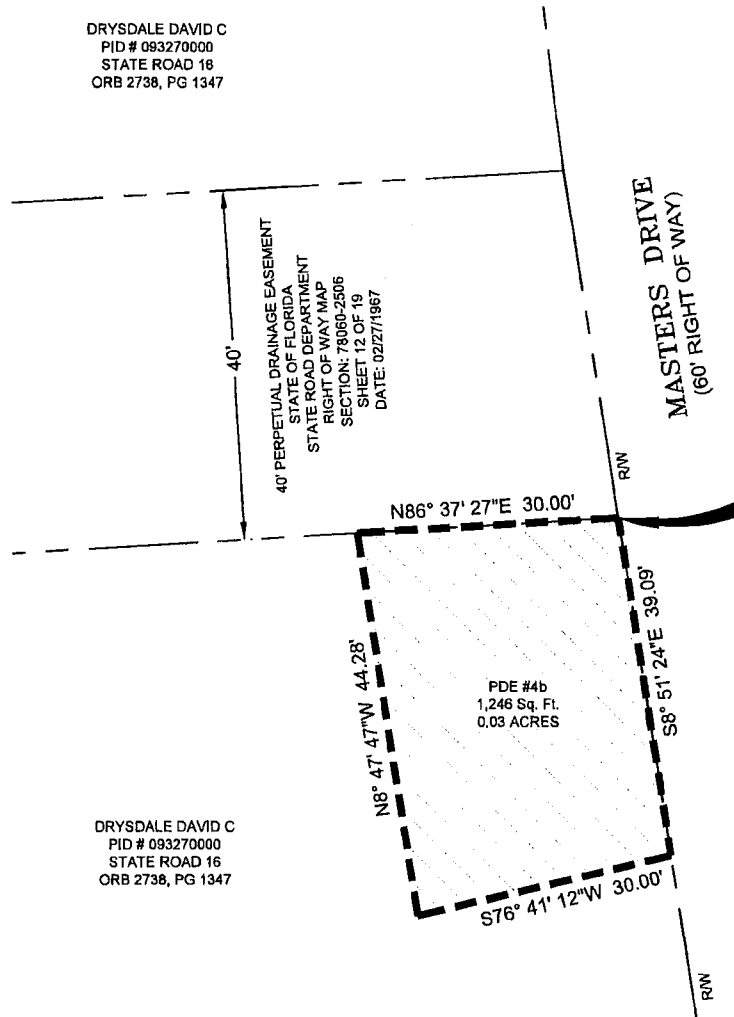 DRYSDALE DAVID C
PID # 093270000
STATE ROAD 16
ORB 2738, PG 1347
40'
40' PERPETUAL DRAINAGE EASEMENT
STATE OF FLORIDA
STATE ROAD DEPARTMENT
RIGHT OF WAY MAP
SECTION: 78060-2506
SHEET 12 OF 19
DATE: 02/27/1967
MASTERS DRIVE
(60' RIGHT OF WAY)
R/W
N86° 37' 27"E 30.00'
S8° 51' 24"E 39.09'
N8° 47' 47"W 44.28'
PDE #4b
1,246 Sq. Ft.
0.03 ACRES
S76° 41' 12"W 30.00'
DRYSDALE DAVID C
PID # 093270000
STATE ROAD 16
ORB 2738, PG 1347
R/W